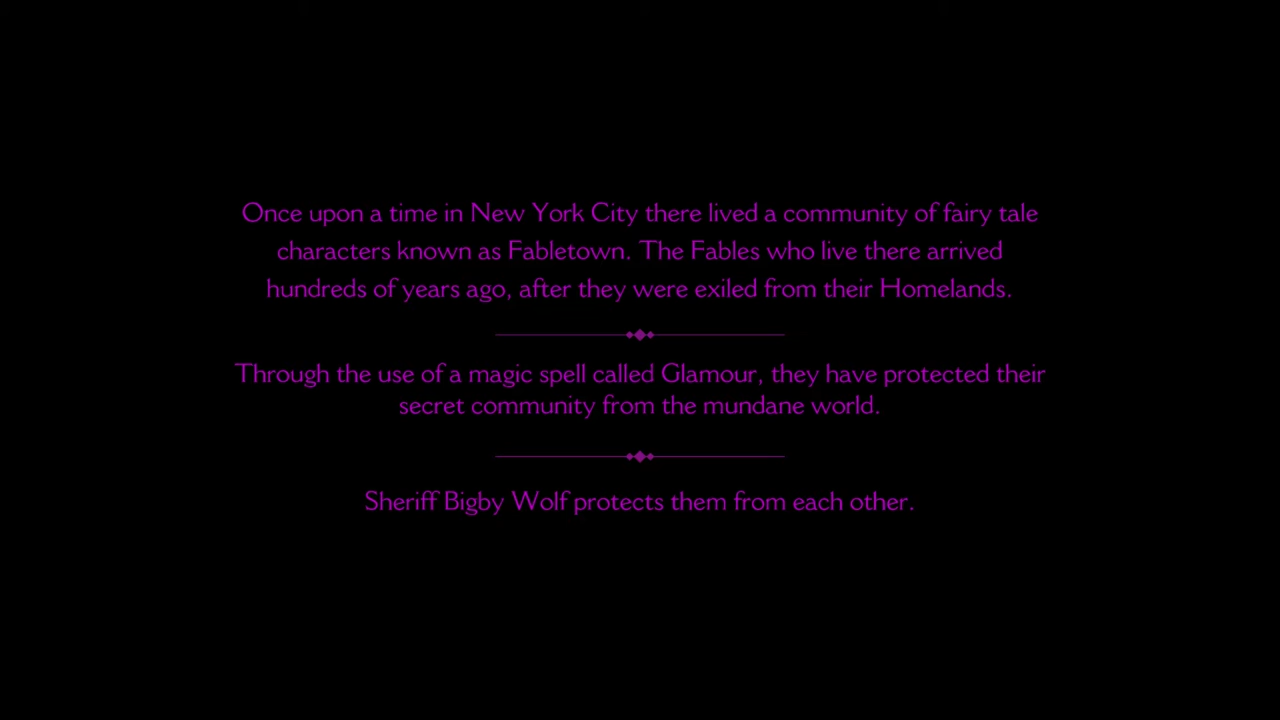 Once upon a time in New York City there lived a community of fairy tale
characters known as Fabletown. The Fables who live there arrived
hundreds of years ago, after they were exiled from their Homelands.
Through the use of a magic spell called Glamour, they have protected their
secret community from the mundane world.
Sheriff Bigby Wolf protects them from each other.